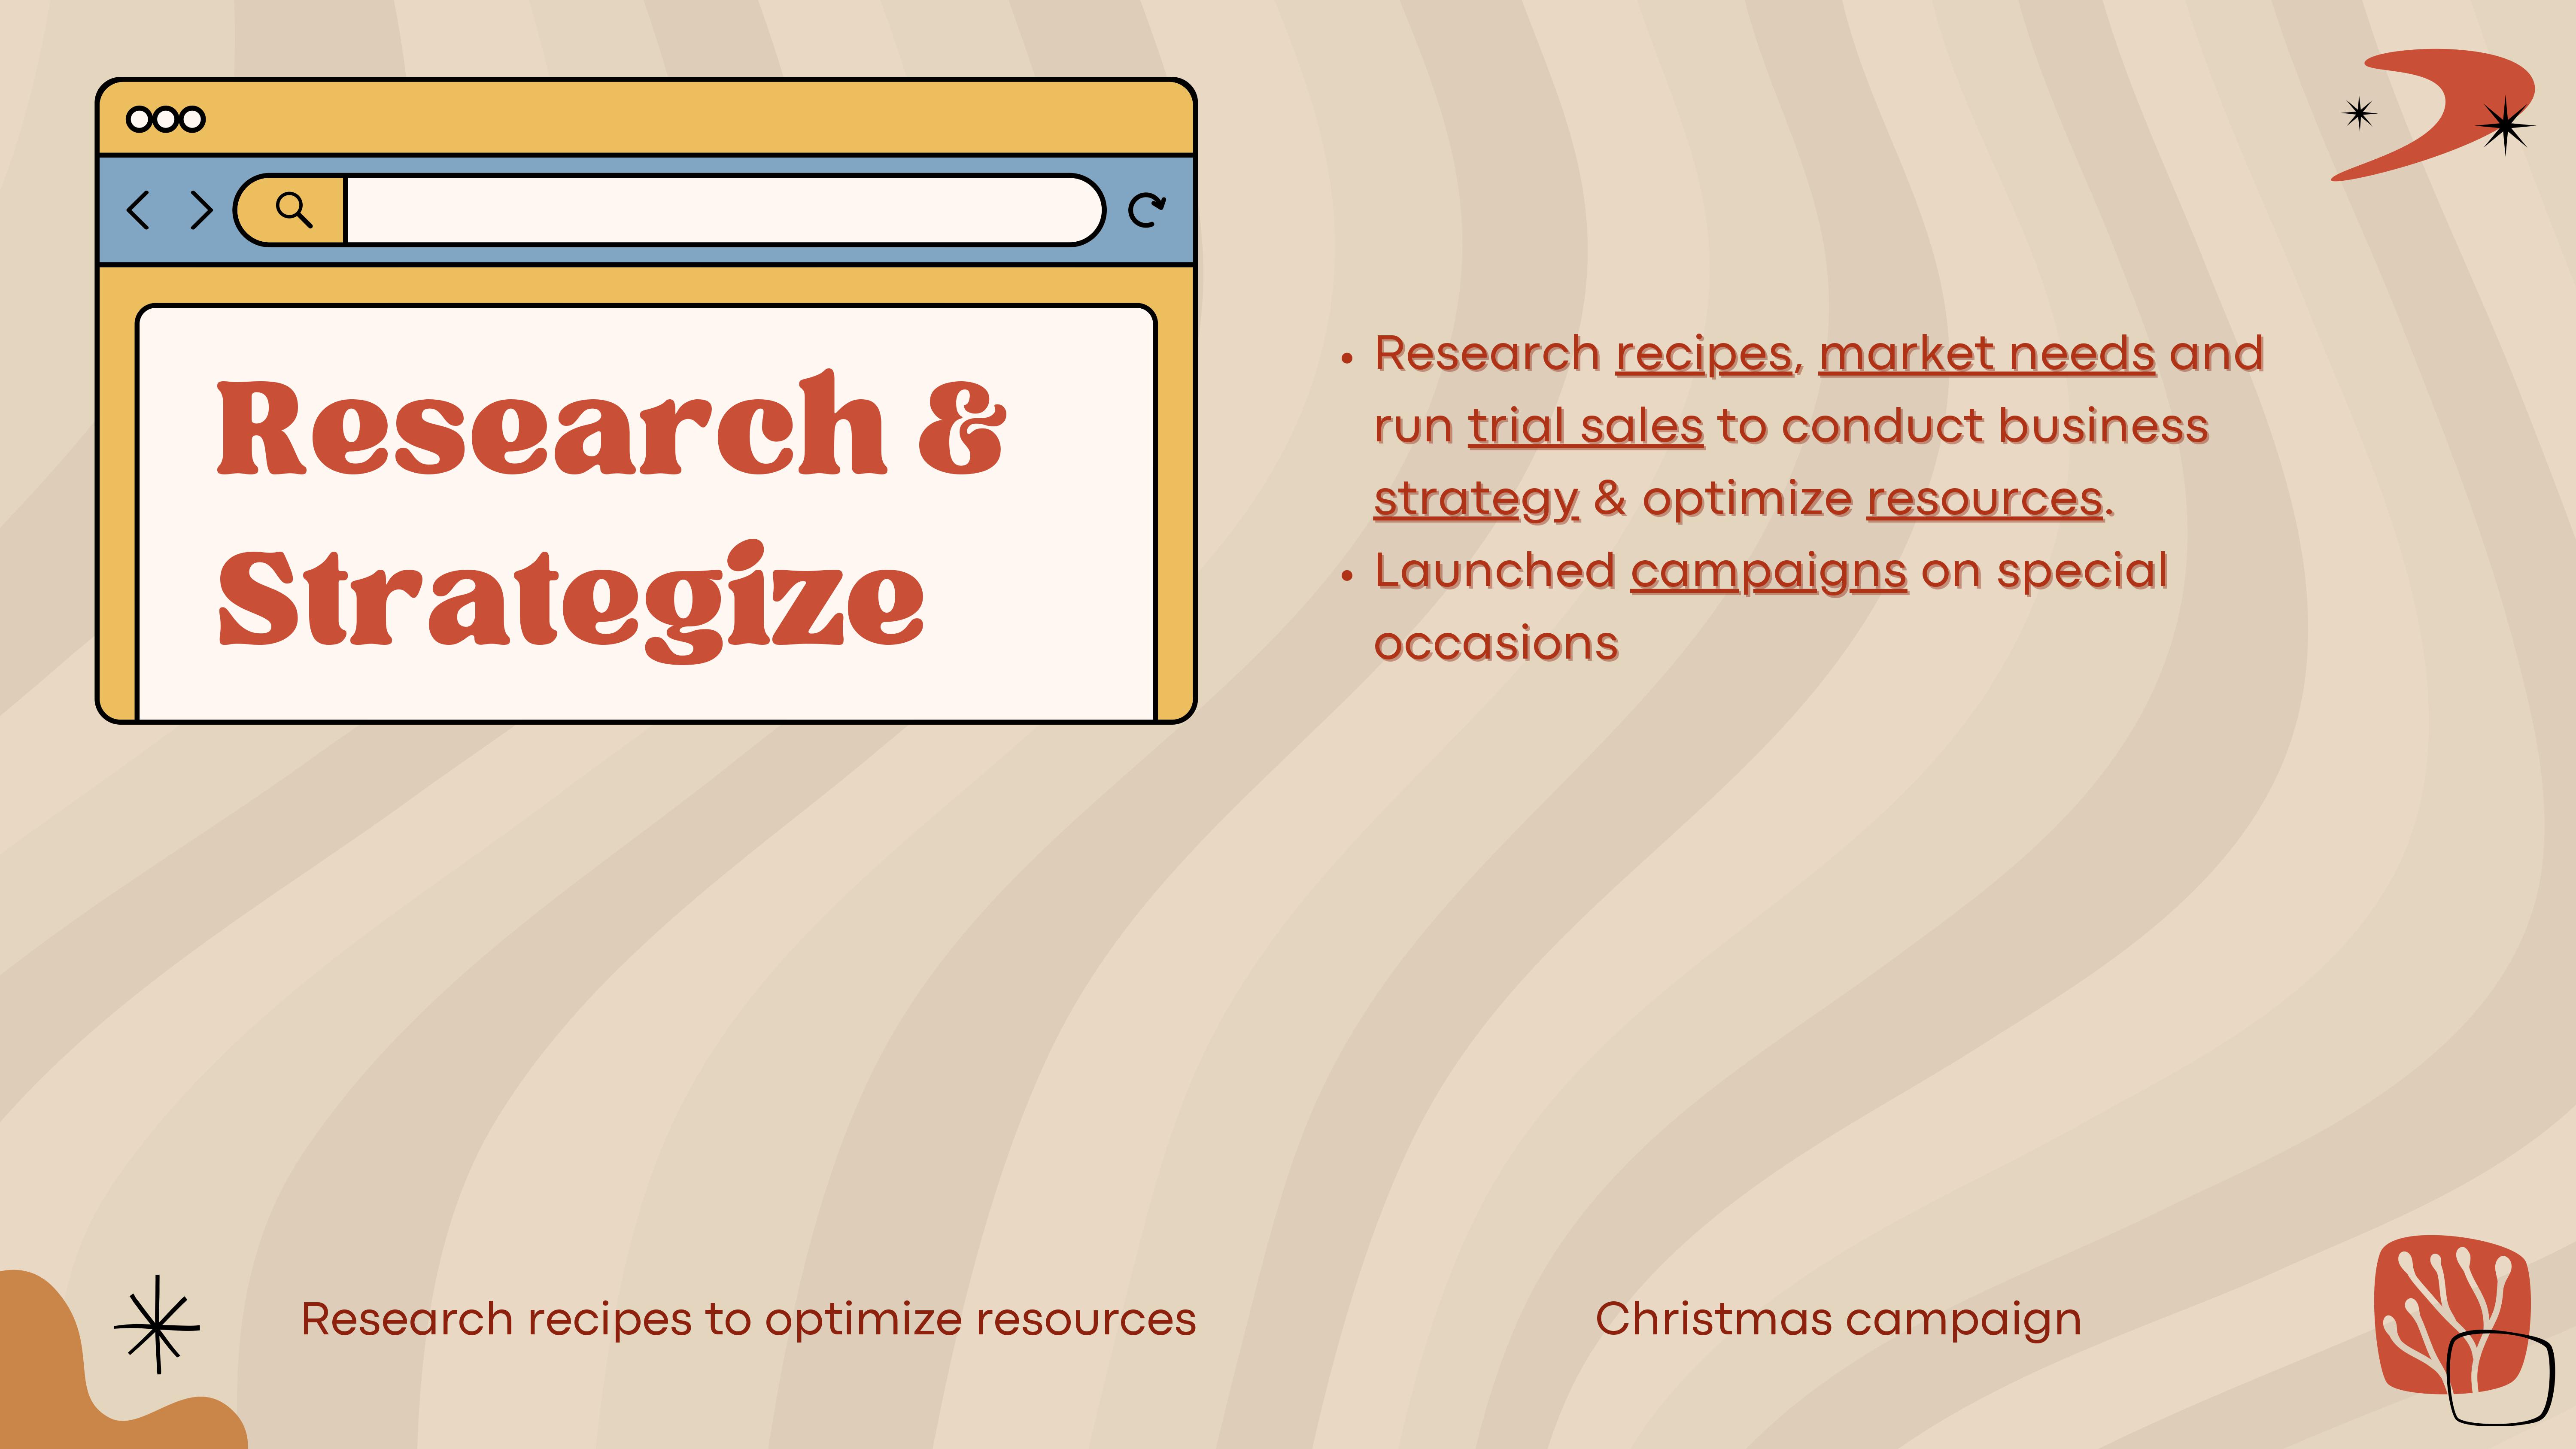 Research &
Strategize
• Research recipes, market needs and
run trial sales to conduct business
strategy & optimize resources.
• Launched campaigns on special
occasions
Research recipes to optimize resources
Christmas campaign